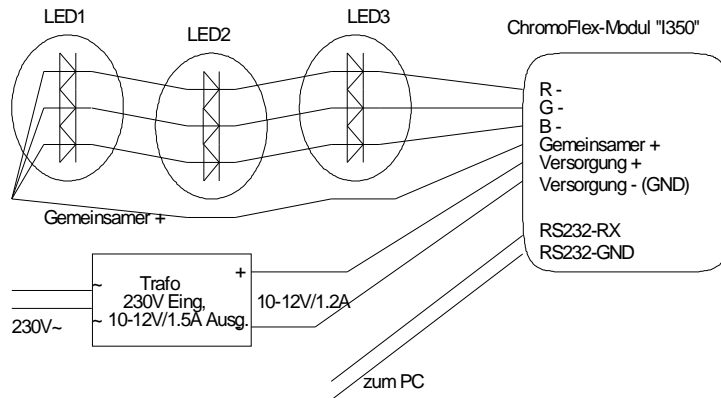 LED1
LED2
LED3
ChromoFlex-Modul "I350"
R -
G -
B -
Gemeinsamer +
Versorgung +
Versorgung - (GND)
RS232-RX
RS232-GND
Gemeinsamer +
~
Trafo
+
230V Eing,
10-12V/1.2A
230V~
~
10-12V/1.5A Ausg.
-
zum PC